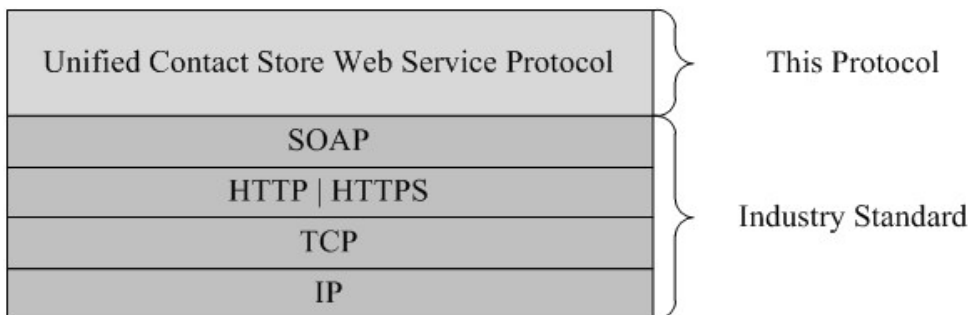 Unified Contact Store Web Service Protocol
This Protocol
SOAP
HTTP | HTTPS
TCP
IP
Industry Standard